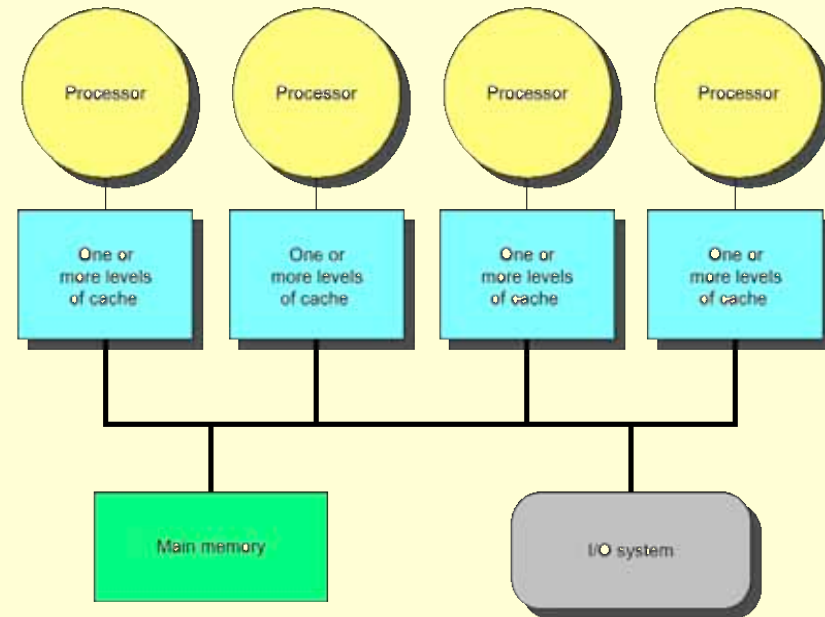 Processor
Processor
Processor
Processor
One or
more levels
of cache
One or
more levels
of cache
One or
more levels
of cache
One or
more levels
of cache
Main memory
I/O system